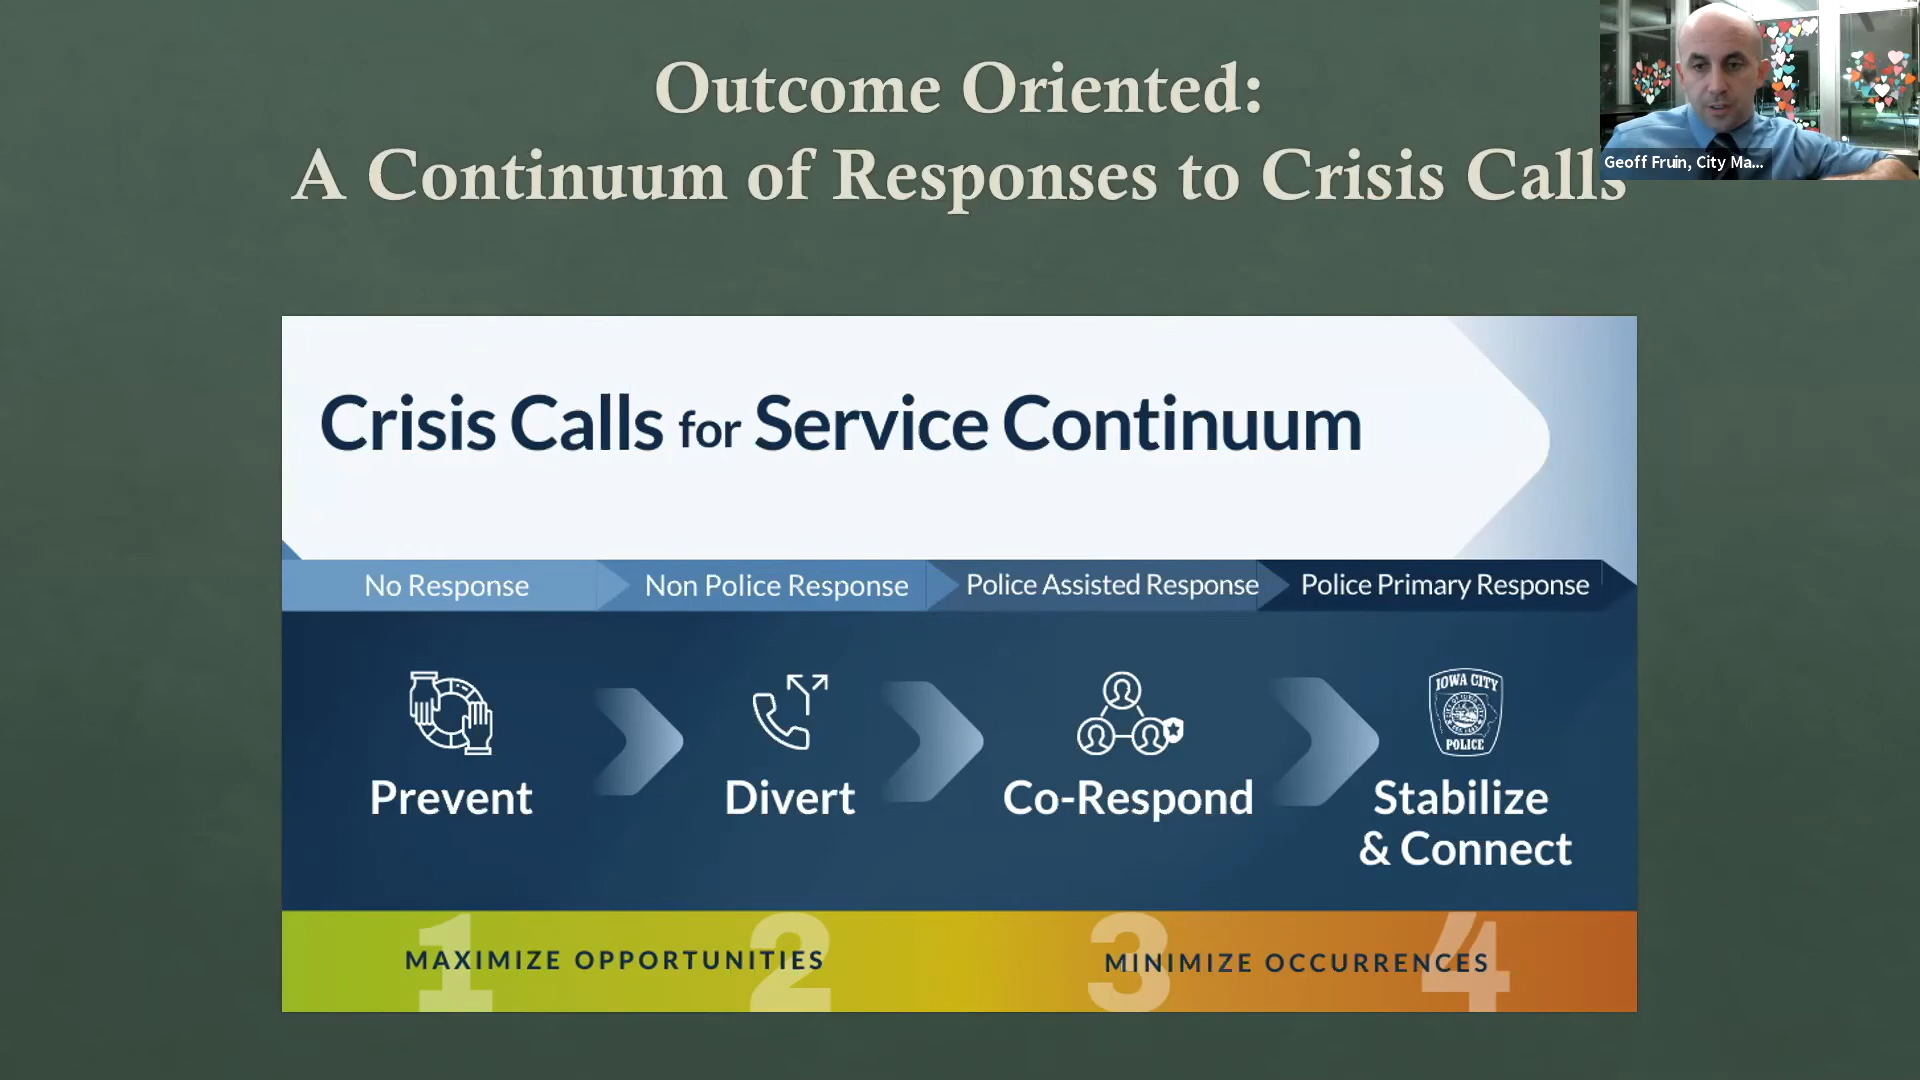 Outcome Oriented:
A Continuum of Responses to Crisis Calls
Geoff Fruin, City Ma...
Crisis Calls for Service Continuum
No Response
Non Police Response
Police Assisted Response
Police Primary Response
IOWA CITY
POLICE
Prevent
Divert
Co-Respond
Stabilize
& Connect
1
2
3
4
MAXIMIZE OPPORTUNITIES
MINIMIZE OCCURRENCES